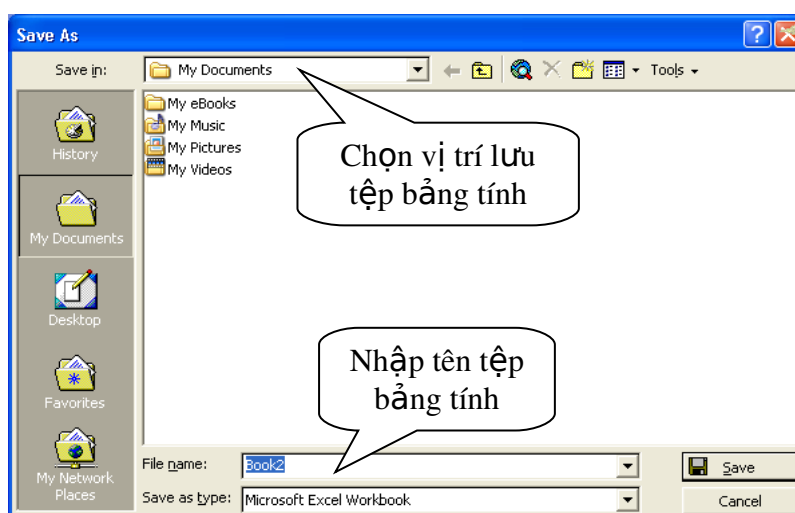 Save As
Save in:
My Documents
Tools
My eBooks
My Music
My Pictures
My Videos
History
My Documents
Desktop
Favorites
My Network
Places
Chọn vị trí lưu
tệp bảng tính
Nhập tên tệp
bảng tính
File name:
Book2
Save
Save as type:
Microsoft Excel Workbook
Cancel